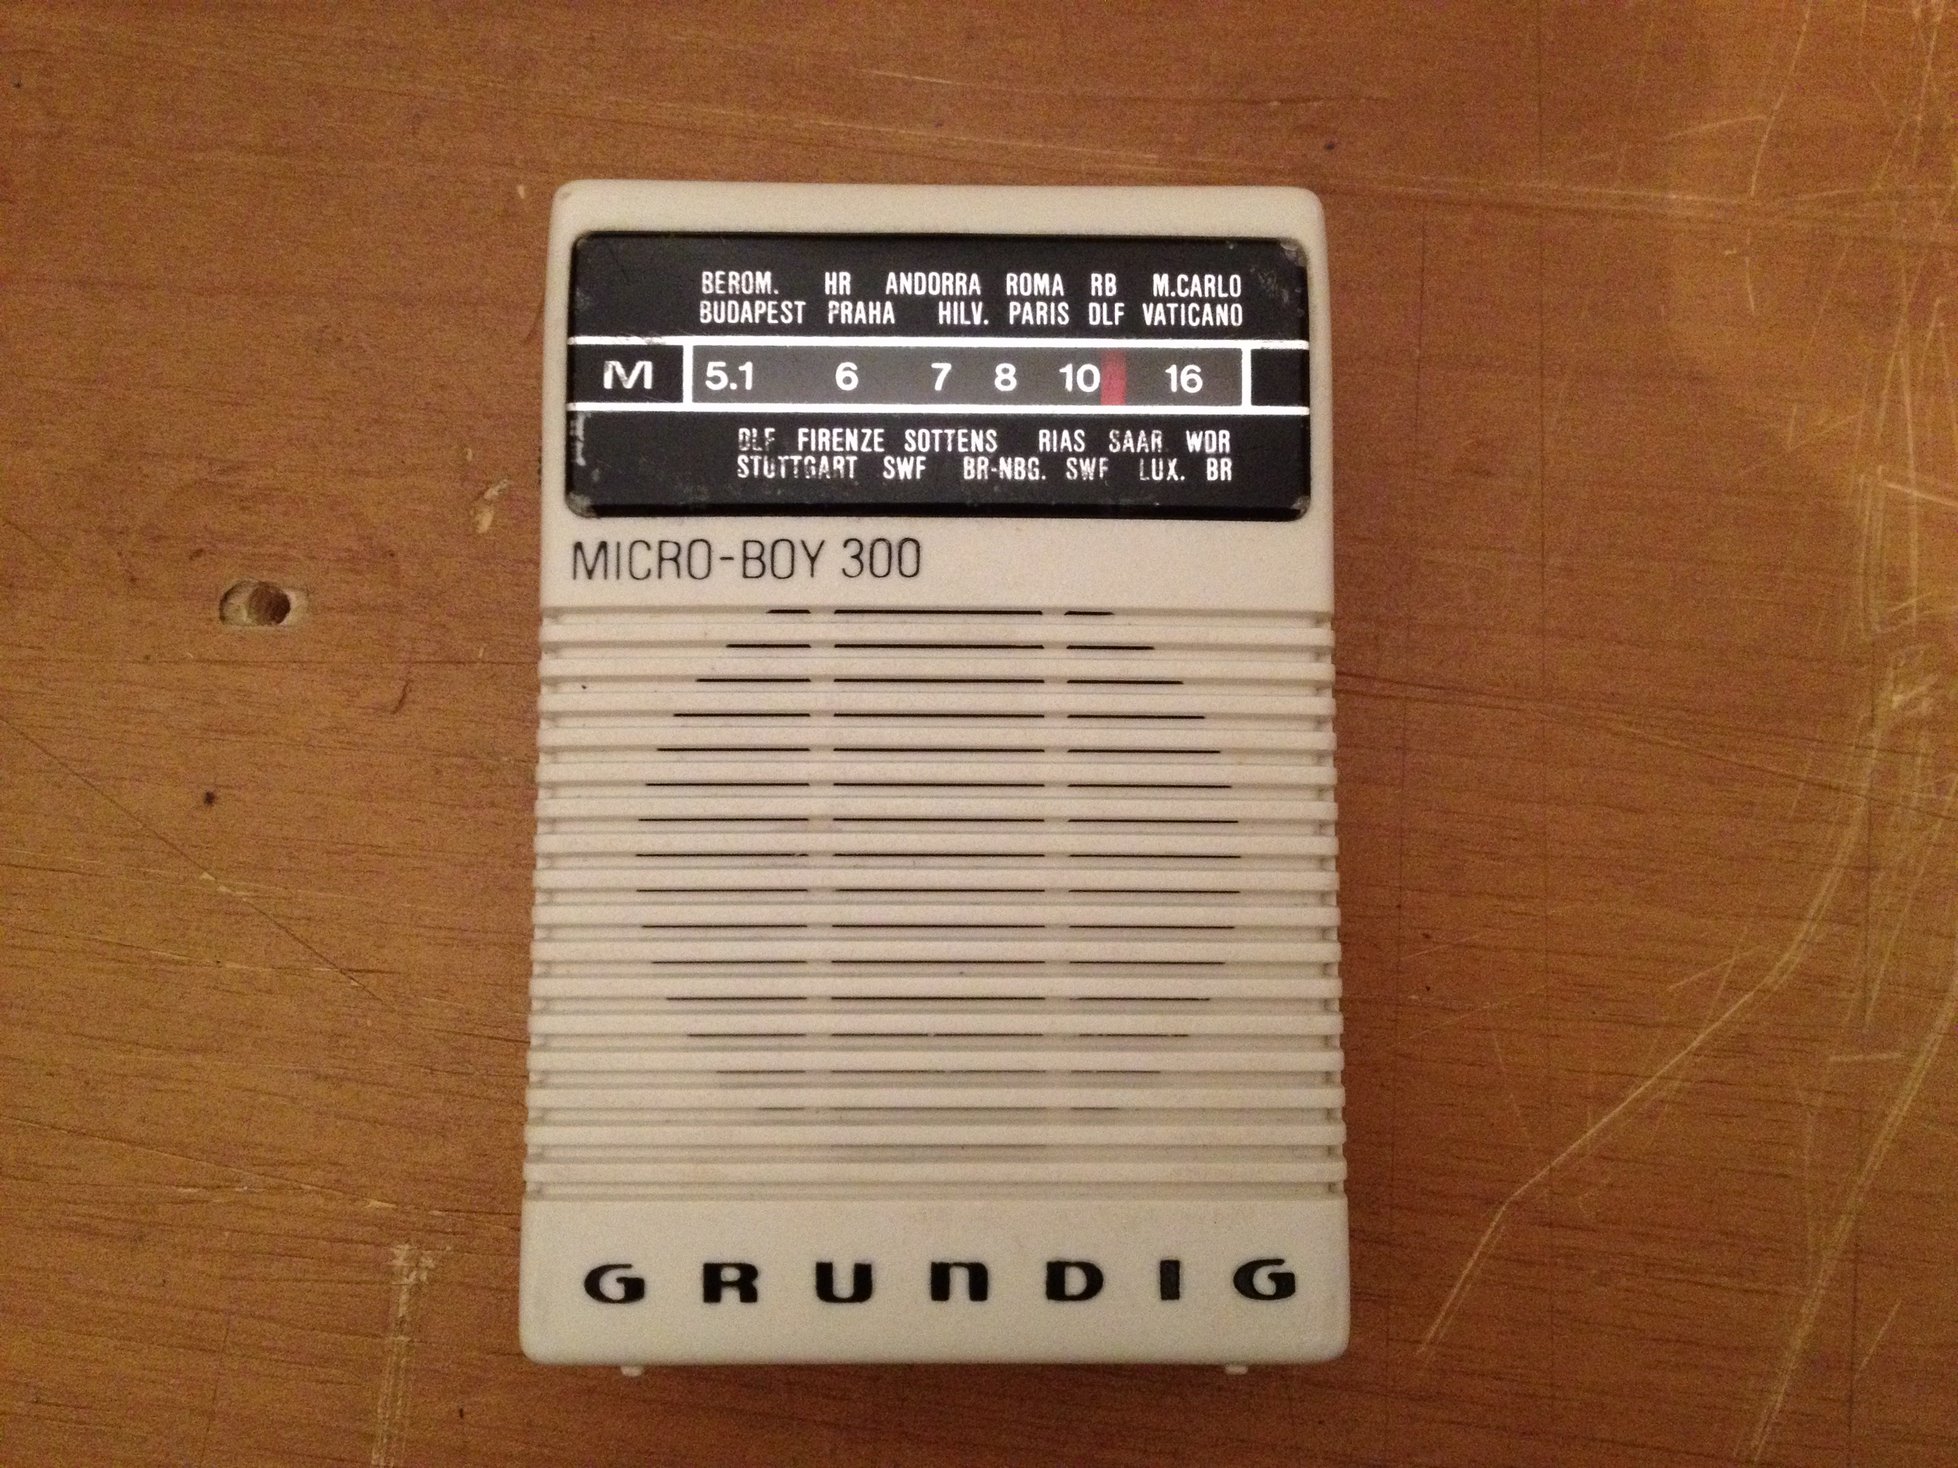 BEROM. HR ANDORRA ROMA RB M.CARLO
BUDAPEST PRAHA HILV. PARIS DLF VATICANO
M 5.1 6 7 8 10 16
DLF FIRENZE SOTTENS RIAS SAAR WDR
STUTTGART SWF BR-NBG. SWF LUX. BR
MICRO-BOY 300
GRUNDIG